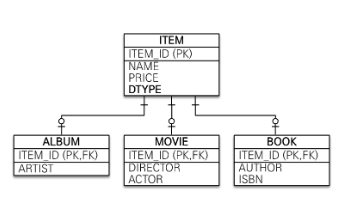 ITEM
ITEM_ID (PK)
NAME
PRICE
DTYPE
ALBUM
ITEM_ID (PK,FK)
ARTIST
MOVIE
ITEM_ID (PK,FK)
DIRECTOR
ACTOR
BOOK
ITEM_ID (PK,FK)
AUTHOR
ISBN